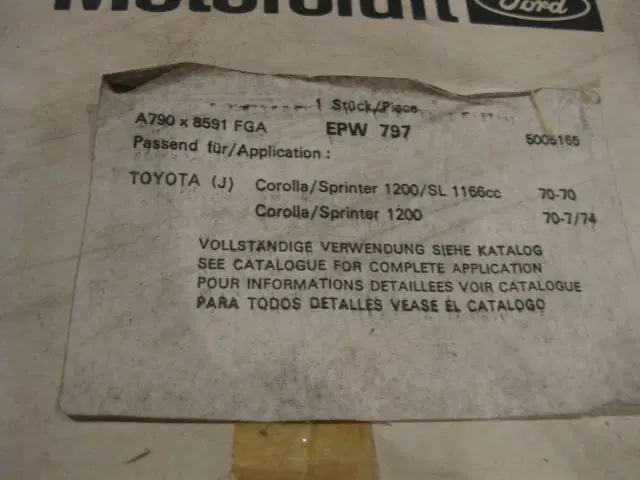 Motorcraft Ford
1 Stück/Piece
A790 x 8591 FGA EPW 797 5006165
Passend für/Application :
TOYOTA (J) Corolla/Sprinter 1200/SL 1166cc 70-70
Corolla/Sprinter 1200 70-7/74
VOLLSTÄNDIGE VERWENDUNG SIEHE KATALOG
SEE CATALOGUE FOR COMPLETE APPLICATION
POUR INFORMATIONS DETAILLEES VOIR CATALOGUE
PARA TODOS DETALLES VEASE EL CATALOGO